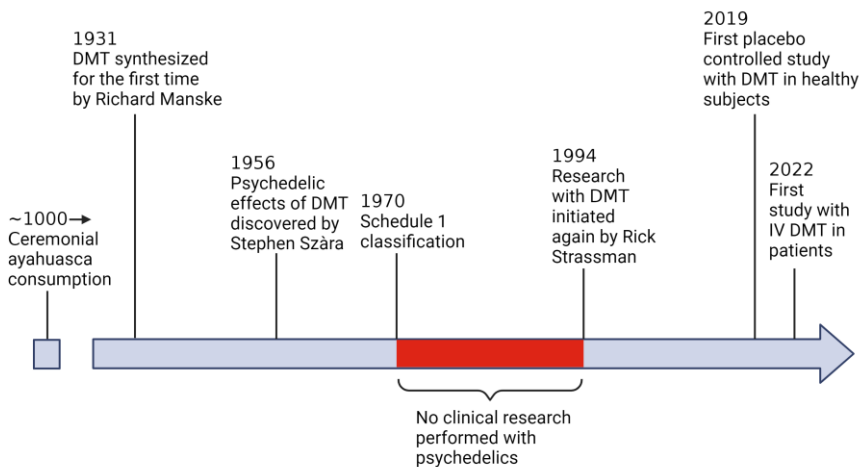 ~1000→
Ceremonial
ayahuasca
consumption
1931
DMT synthesized
for the first time
by Richard Manske
1956
Psychedelic
effects of DMT
discovered by
Stephen Szàra
1970
Schedule 1
classification
No clinical research
performed with
psychedelics
1994
Research
with DMT
initiated
again by Rick
Strassman
2019
First placebo
controlled study
with DMT in healthy
subjects
2022
First
study with
IV DMT in
patients